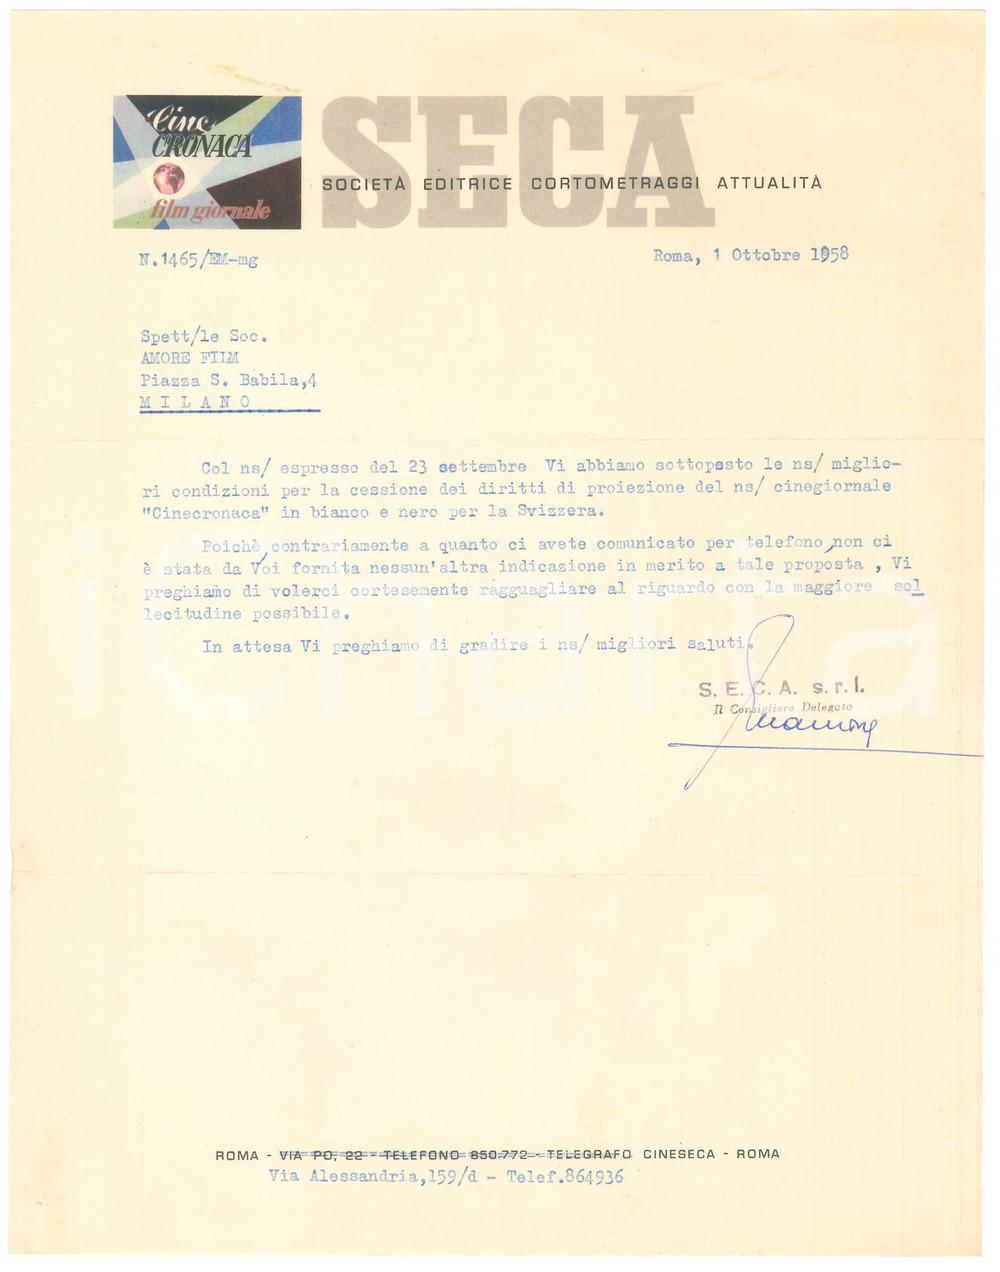 Cine
CRONACA
film giornale
SECA
SOCIETÀ EDITRICE CORTOMETRAGGI ATTUALITÀ
N.1465/EM-mg
Roma, 1 Ottobre 1958
Spett/le Soc.
AMORE FILM
Piazza S. Babila,4
M I L A N O
Col ns/ espresso del 23 settembre Vi abbiamo sottoposto le ns/ miglio-
ri condizioni per la cessione dei diritti di proiezione del ns/ cinegiornale
"Cinecronaca" in bianco e nero per la Svizzera.
Poichè, contrariamente a quanto ci avete comunicato per telefono, non ci
è stata da Voi fornita nessun'altra indicazione in merito a tale proposta , Vi
preghiamo di volerci cortesemente ragguagliare al riguardo con la maggiore sol
lecitudine possibile.
In attesa Vi preghiamo di gradire i ns/ migliori saluti.
S. E. C. A. s. r. l.
Il Consigliere Delegato
ROMA - VIA PO, 22 - TELEFONO 850.772 - TELEGRAFO CINESECA - ROMA
Via Alessandria,159/d - Telef.864936